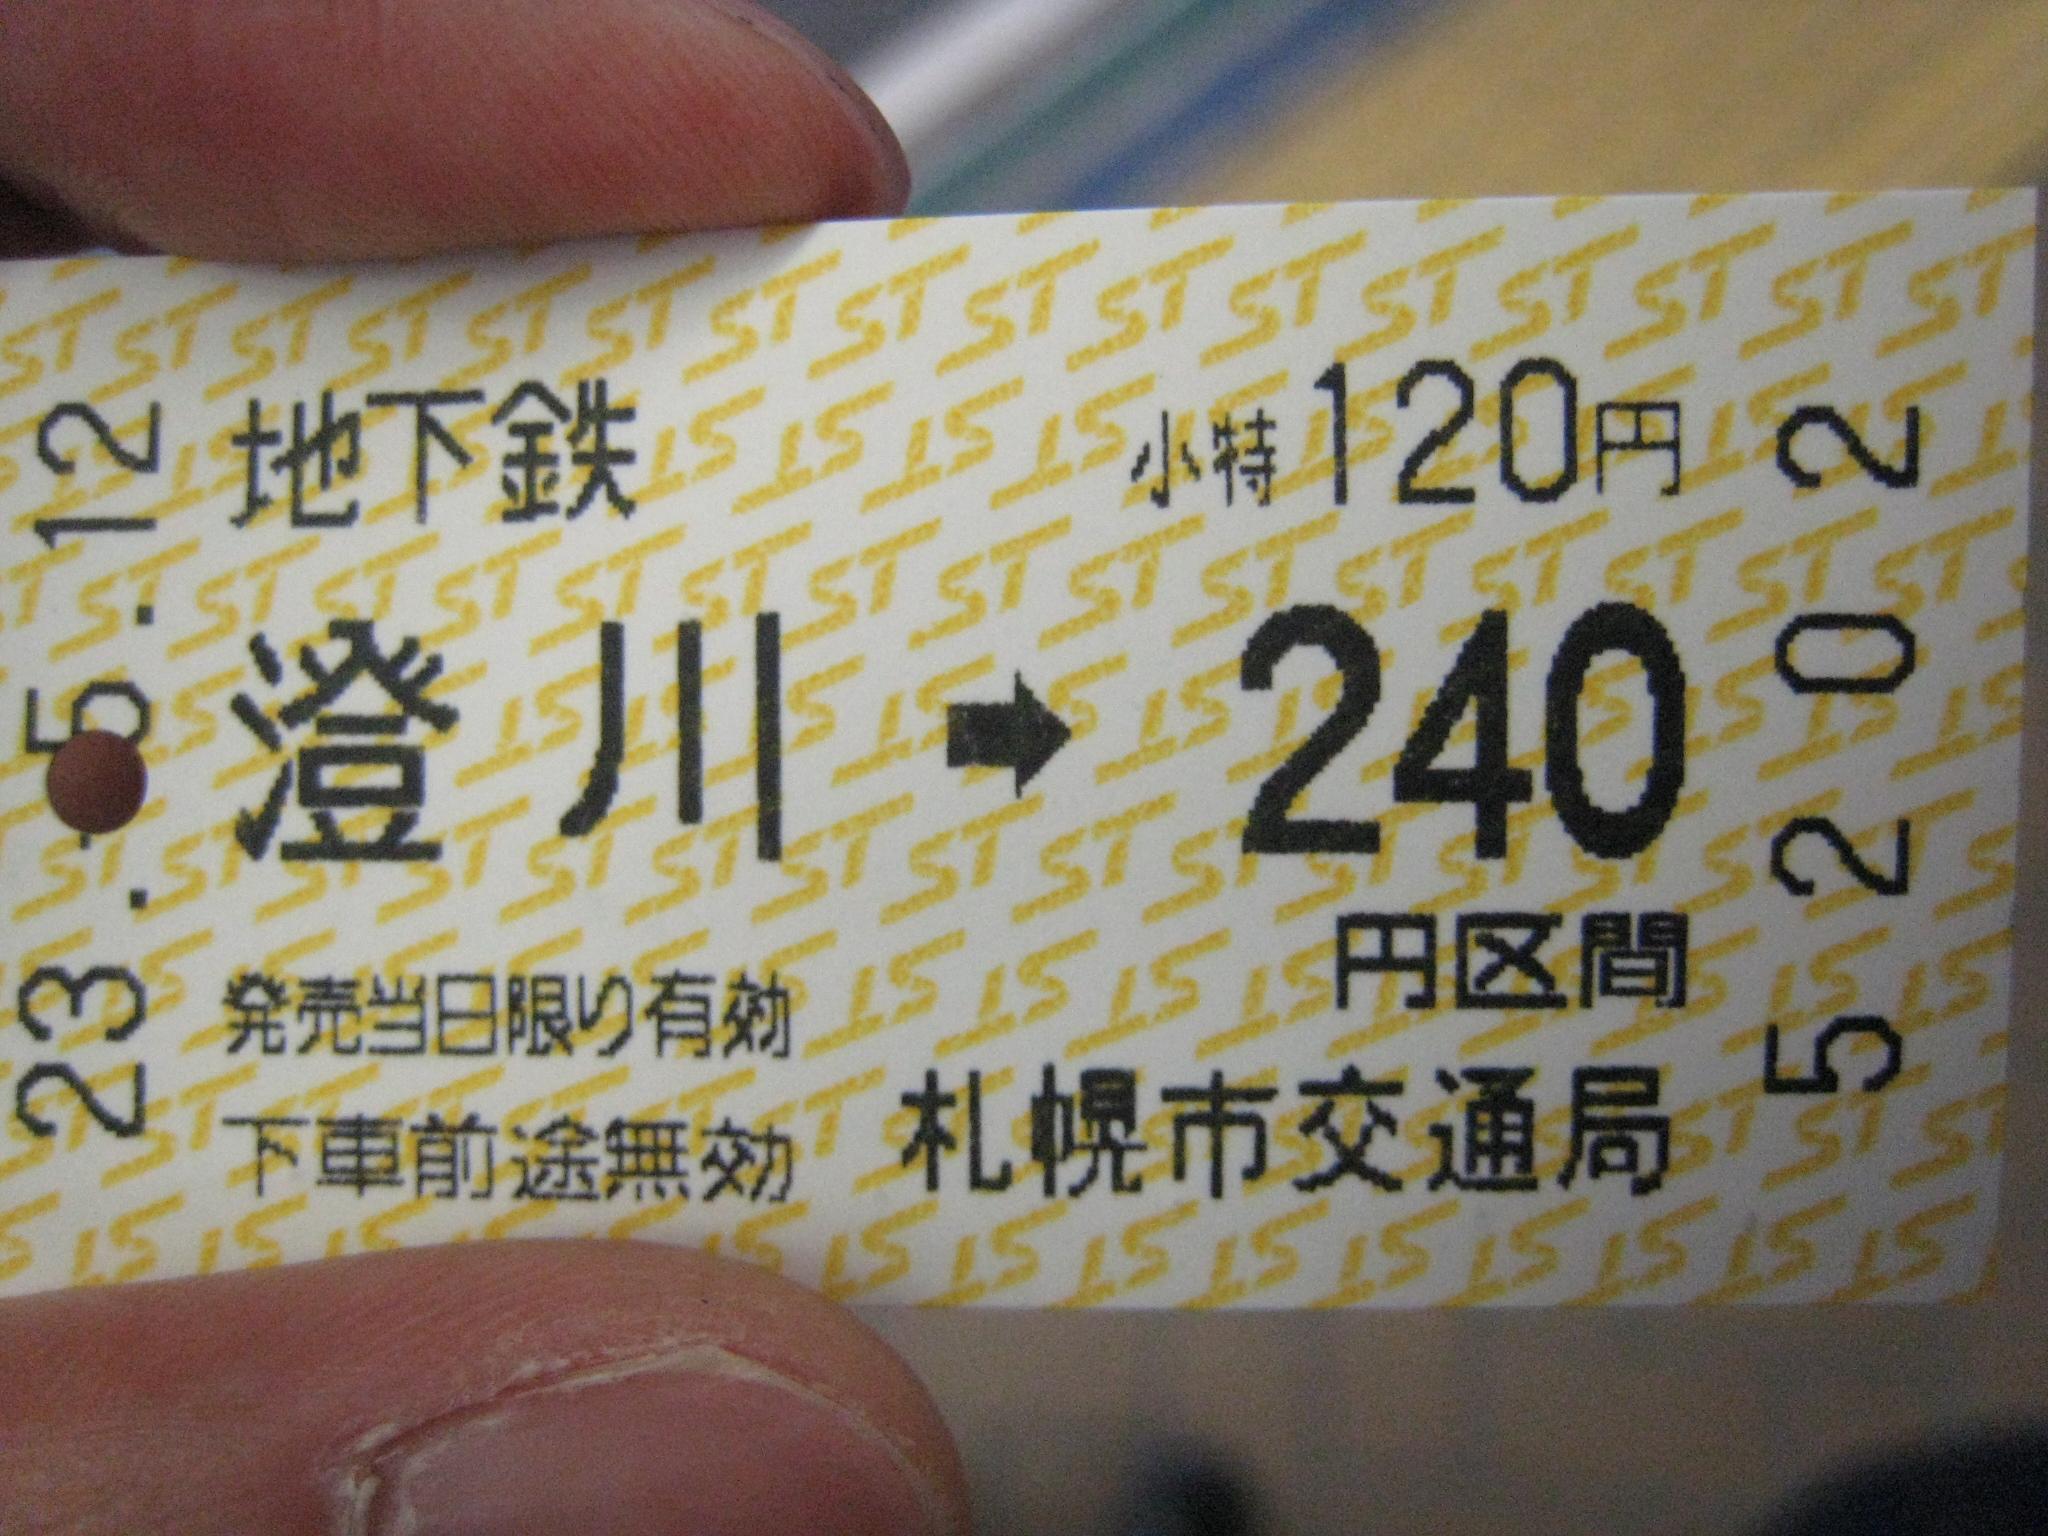 地下鉄 小特120円
澄川 ➡ 240
円区間
発売当日限り有効
下車前途無効 札幌市交通局
23.-5.12
5202